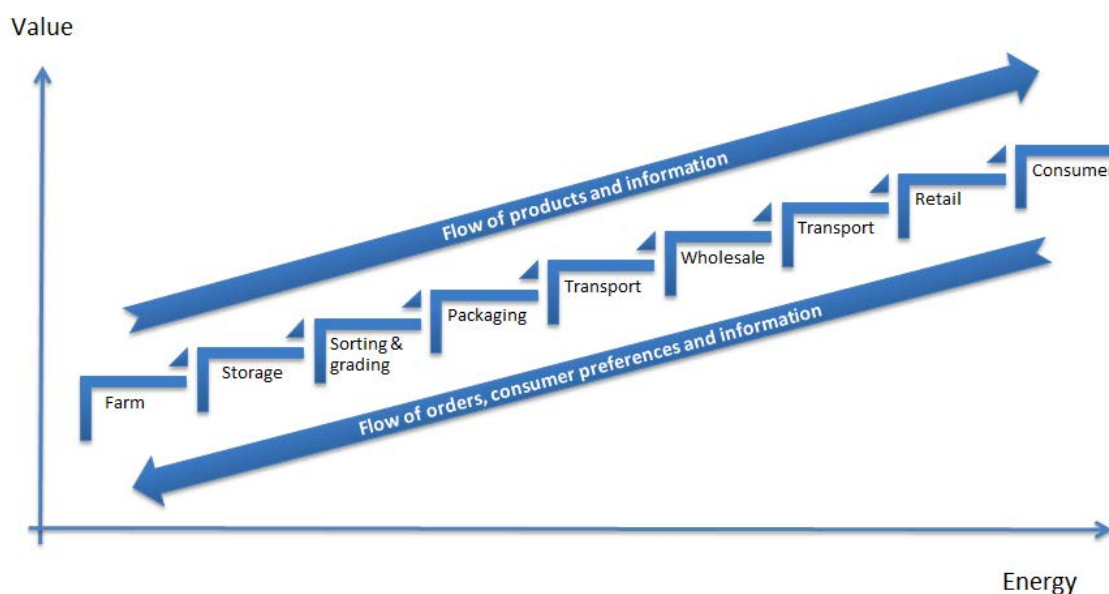 Value
Flow of products and information
Consumer
Retail
Transport
Wholesale
Transport
Packaging
Sorting &
grading
Storage
Farm
Flow of orders, consumer preferences and information
Energy